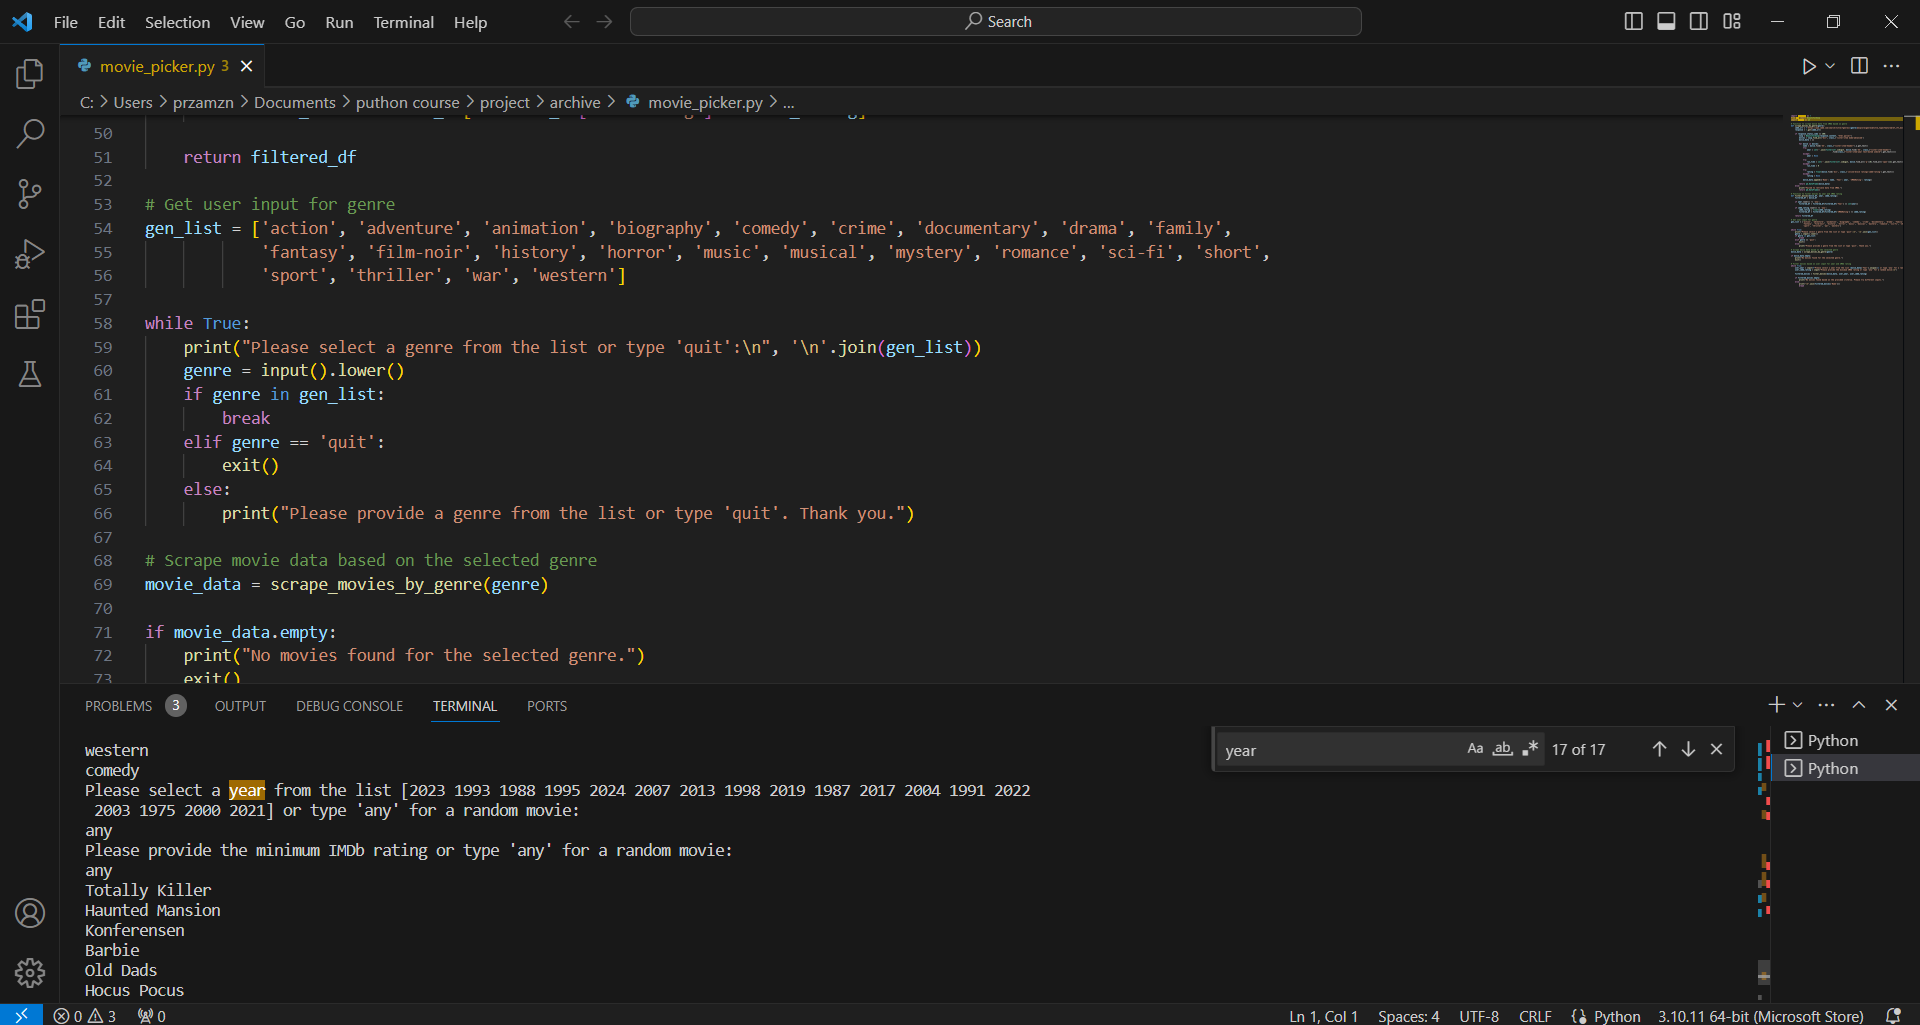 File Edit Selection View Go Run Terminal Help
Search
movie_picker.py 3
C: > Users > przamzn > Documents > puthon course > project > archive > movie_picker.py > ...
50
51 return filtered_df
52
53 # Get user input for genre
54 gen_list = ['action', 'adventure', 'animation', 'biography', 'comedy', 'crime', 'documentary', 'drama', 'family',
55 'fantasy', 'film-noir', 'history', 'horror', 'music', 'musical', 'mystery', 'romance', 'sci-fi', 'short',
56 'sport', 'thriller', 'war', 'western']
57
58 while True:
59 print("Please select a genre from the list or type 'quit':\n", '\n'.join(gen_list))
60 genre = input().lower()
61 if genre in gen_list:
62 break
63 elif genre == 'quit':
64 exit()
65 else:
66 print("Please provide a genre from the list or type 'quit'. Thank you.")
67
68 # Scrape movie data based on the selected genre
69 movie_data = scrape_movies_by_genre(genre)
70
71 if movie_data.empty:
72 print("No movies found for the selected genre.")
73 exit()
PROBLEMS 3 OUTPUT DEBUG CONSOLE TERMINAL PORTS
year Aa ab 17 of 17
Python
Python
western
comedy
Please select a year from the list [2023 1993 1988 1995 2024 2007 2013 1998 2019 1987 2017 2004 1991 2022
2003 1975 2000 2021] or type 'any' for a random movie:
any
Please provide the minimum IMDb rating or type 'any' for a random movie:
any
Totally Killer
Haunted Mansion
Konferensen
Barbie
Old Dads
Hocus Pocus
0 3 0 Ln 1, Col 1 Spaces: 4 UTF-8 CRLF Python 3.10.11 64-bit (Microsoft Store)